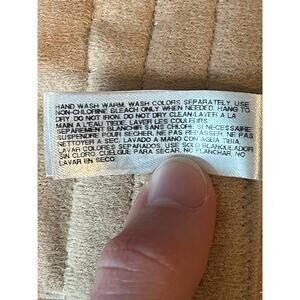 HAND WASH WARM, WASH COLORS SEPARATELY, USE
NON-CHLORINE BLEACH ONLY WHEN NEEDED. HANG TO
DRY. DO NOT IRON. DO NOT DRY CLEAN/LAVER A LA
MAIN A L'EAU TIEDE. LAVER LES COULEURS
SEPAREMENT BLANCHIR SANS CHLORE SI NECESSAIRE
SUSPENDRE POUR SECHER, NE PAS REPASSER, NE PAS
NETTOYER A SEC. LAVADO A MANO CON AGUA TIBIA
LAVAR COLORES SEPARADOS, USE SOLO BLANQUEADOR
SIN CLORO. CUELGUE PARA SECAR, NO PLANCHAR, NO
LAVAR EN SECO.